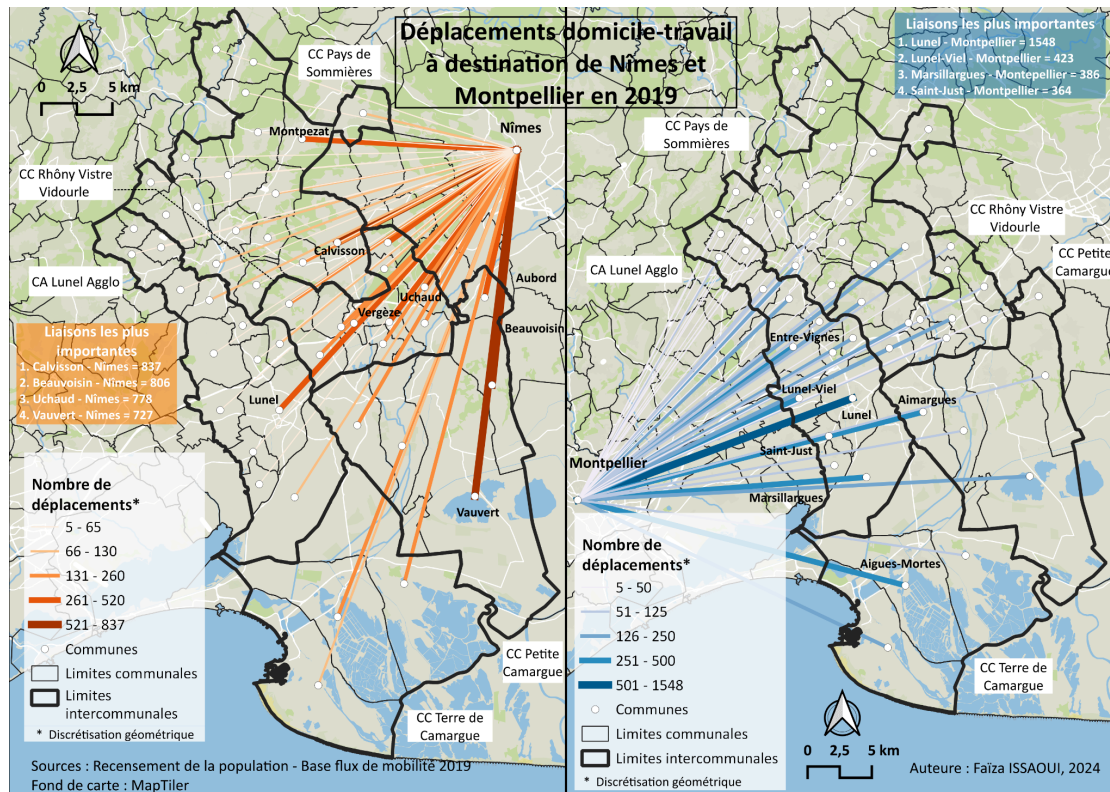 Déplacements domicile-travail
à destination de Nîmes et
Montpellier en 2019
0 2,5 5 km
CC Pays de
Sommières
Montpezat
Nîmes
CC Rhôny Vistre
Vidourle
Calvisson
CA Lunel Agglo
Uchaud
Vergèze
Aubord
Beauvoisin
Liaisons les plus
importantes
1. Calvisson - Nîmes = 837
2. Beauvoisin - Nîmes = 806
3. Uchaud - Nîmes = 778
4. Vauvert - Nîmes = 727
Lunel
Vauvert
Nombre de
déplacements*
5 - 65
66 - 130
131 - 260
261 - 520
521 - 837
Communes
Limites communales
Limites
intercommunales
* Discrétisation géométrique
CC Petite
Camargue
CC Terre de
Camargue
Sources : Recensement de la population - Base flux de mobilité 2019
Fond de carte : MapTiler
Liaisons les plus importantes
1. Lunel - Montpellier = 1548
2. Lunel-Viel - Montpellier = 423
3. Marsillargues - Montepellier = 386
4. Saint-Just - Montpellier = 364
CC Pays de
Sommières
CC Rhôny Vistre
Vidourle
CC Petite
Camargue
CA Lunel Agglo
Entre-Vignes
Lunel-Viel
Lunel
Aimargues
Saint-Just
Montpellier
Marsillargues
Aigues-Mortes
Nombre de
déplacements*
5 - 50
51 - 125
126 - 250
251 - 500
501 - 1548
Communes
Limites communales
Limites intercommunales
* Discrétisation géométrique
CC Terre de
Camargue
0 2,5 5 km
Auteure : Faïza ISSAOUI, 2024